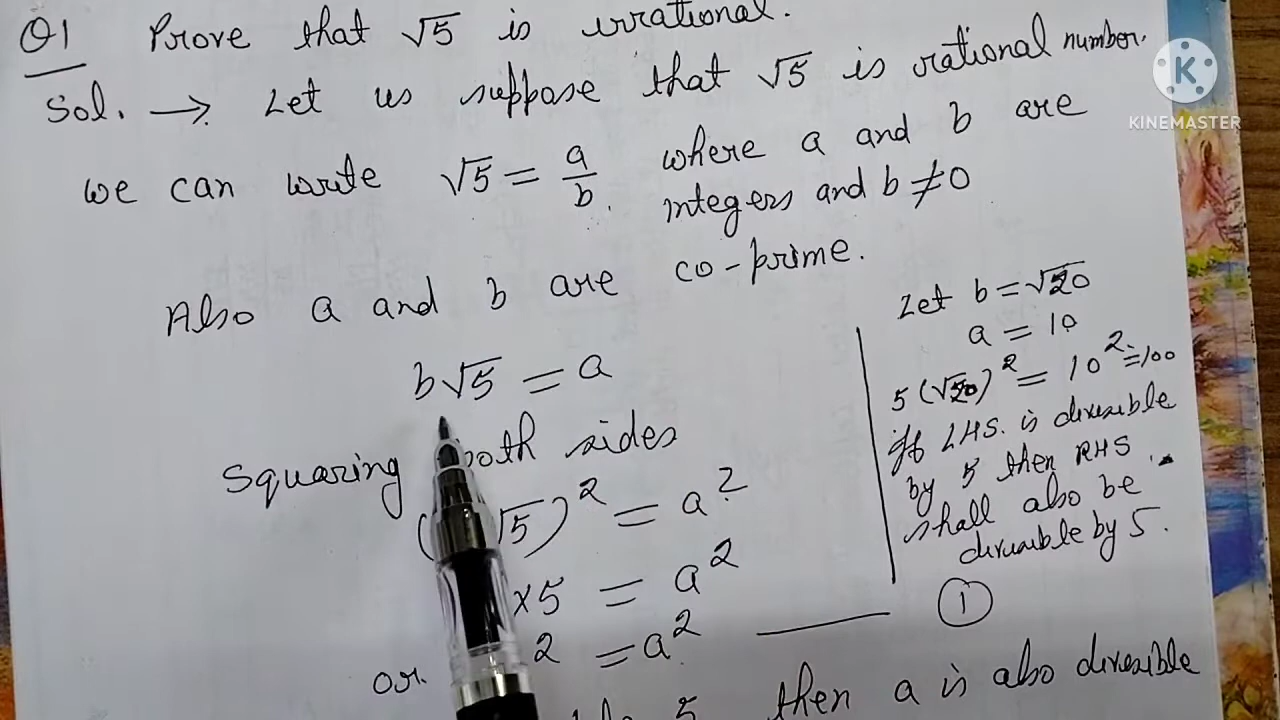 Q1 Prove that √5 is irrational.
Sol. → Let us suppose that √5 is rational number.
we can write √5 = a/b. where a and b are
integers and b ≠ 0
Also a and b are co-prime.
b√5 = a
Squaring both sides
√5)² = a²
×5 = a²
or. ² = a² ——— ①
5 then a is also divisible
Let b = √20
a = 10
5(√20)² = 10² = 100
If LHS. is divisible
by 5 then RHS
shall also be
divisible by 5.
K
KINEMASTER